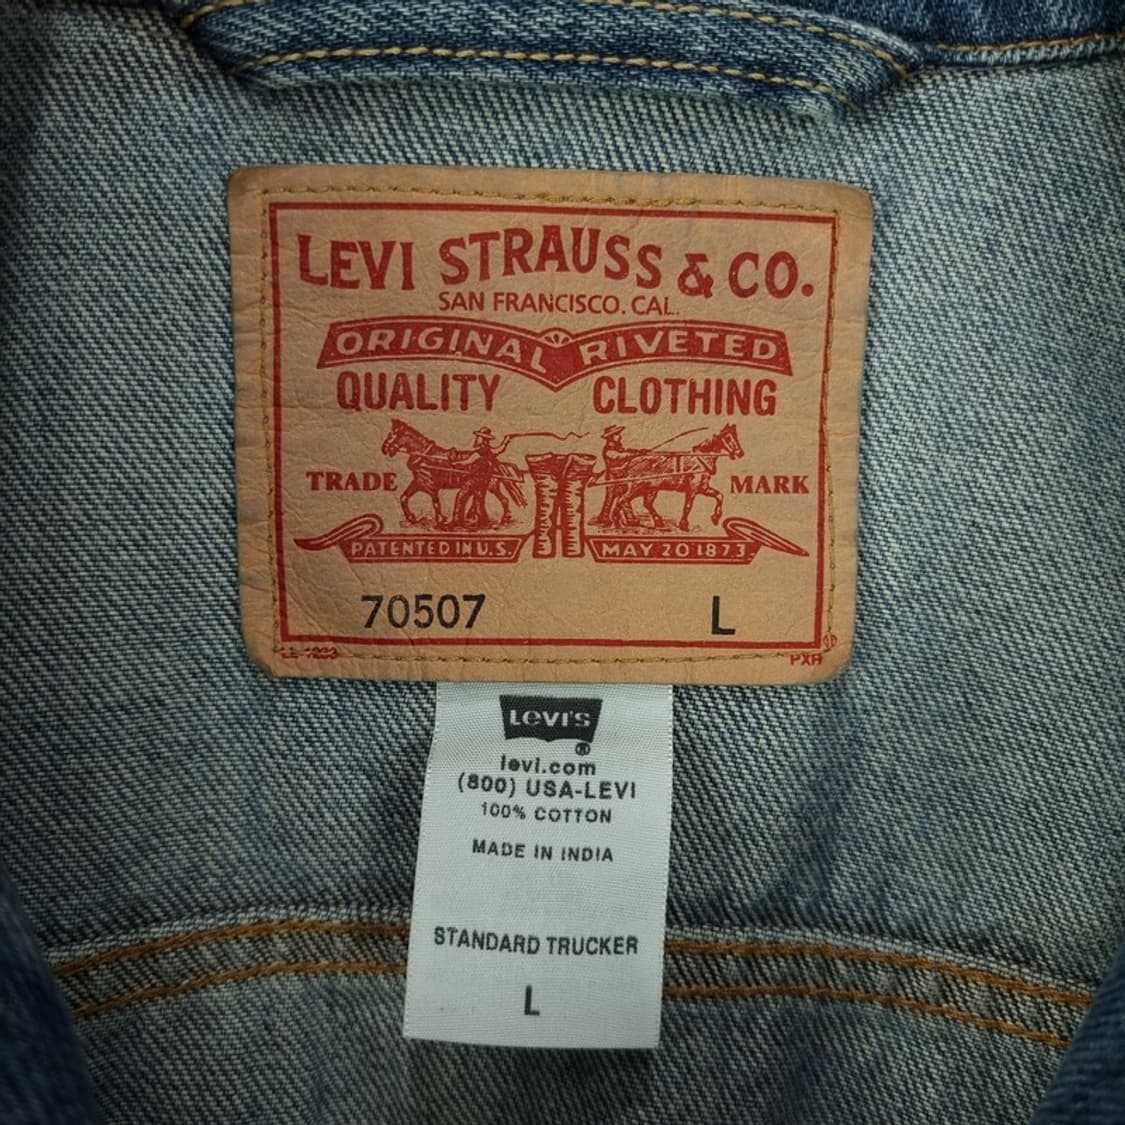 LEVI STRAUSS & CO.
SAN FRANCISCO. CAL.
ORIGINAL RIVETED
QUALITY CLOTHING
TRADE MARK
PATENTED IN U.S. MAY 20 1873
70507 L
PXH
LEVI'S
®
levi.com
(800) USA-LEVI
100% COTTON
MADE IN INDIA
STANDARD TRUCKER
L